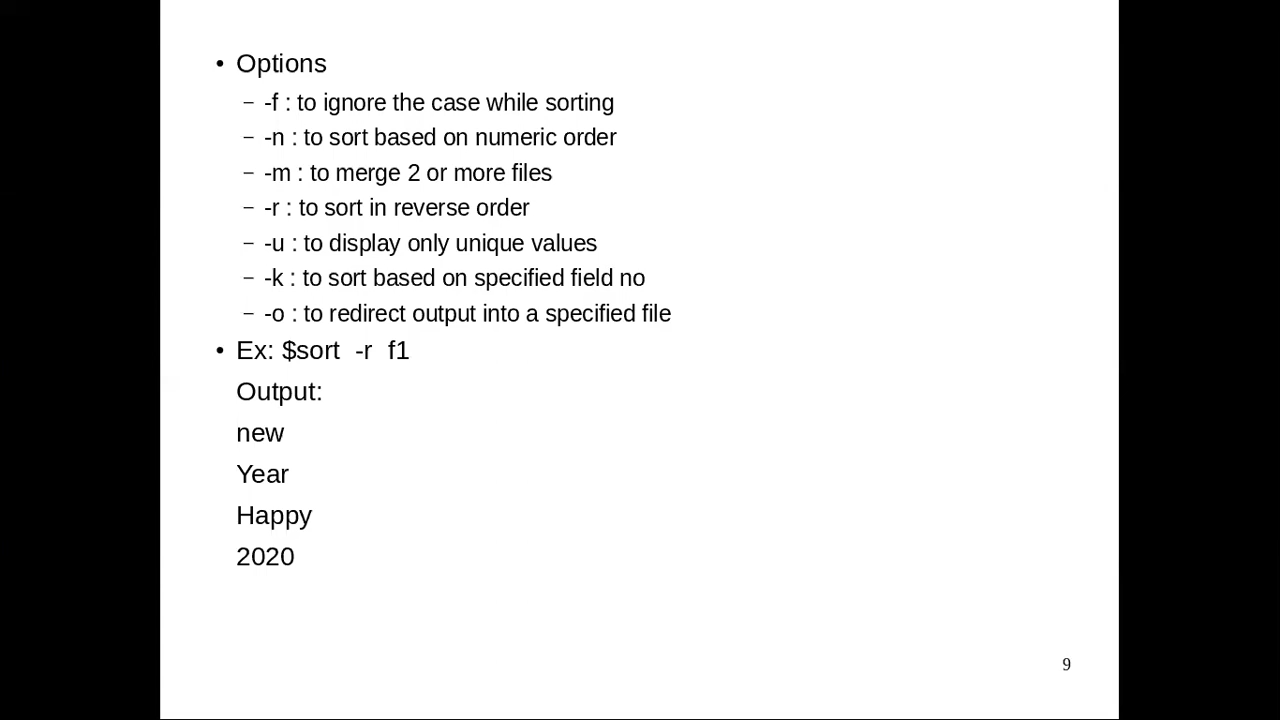 • Options
– -f : to ignore the case while sorting
– -n : to sort based on numeric order
– -m : to merge 2 or more files
– -r : to sort in reverse order
– -u : to display only unique values
– -k : to sort based on specified field no
– -o : to redirect output into a specified file
• Ex: $sort -r f1
Output:
new
Year
Happy
2020
9